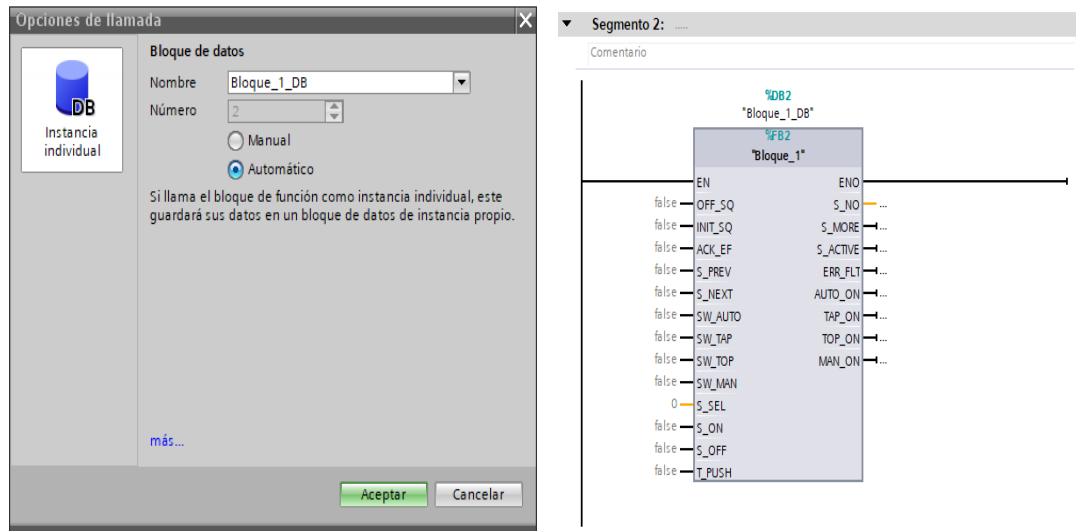 Opciones de llamada
X
DB
Instancia
individual
Bloque de datos
Nombre
Bloque_1_DB
Número
2
Manual
Automático
Si llama el bloque de función como instancia individual, este
guardará sus datos en un bloque de datos de instancia propio.
más...
Aceptar
Cancelar
Segmento 2: .....
Comentario
%DB2
"Bloque_1_DB"
%FB2
"Bloque_1"
EN ENO
false OFF_SQ S_NO ...
false INIT_SQ S_MORE ...
false ACK_EF S_ACTIVE ...
false S_PREV ERR_FLT ...
false S_NEXT AUTO_ON ...
false SW_AUTO TAP_ON ...
false SW_TAP TOP_ON ...
false SW_TOP MAN_ON ...
false SW_MAN
0 S_SEL
false S_ON
false S_OFF
false T_PUSH